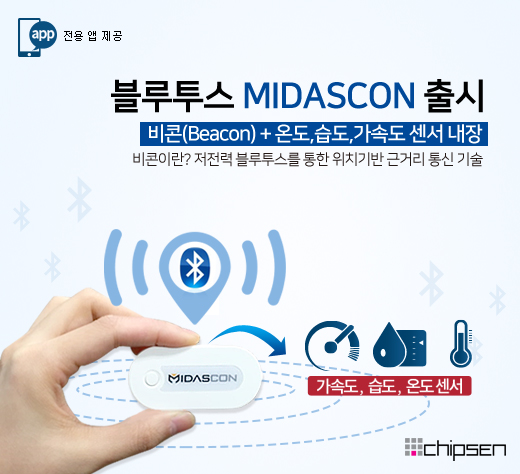 app 전용 앱 제공
블루투스 MIDASCON 출시
비콘(Beacon) + 온도,습도,가속도 센서 내장
비콘이란? 저전력 블루투스를 통한 위치기반 근거리 통신 기술
MIDASCON
가속도, 습도, 온도센서
chipsen